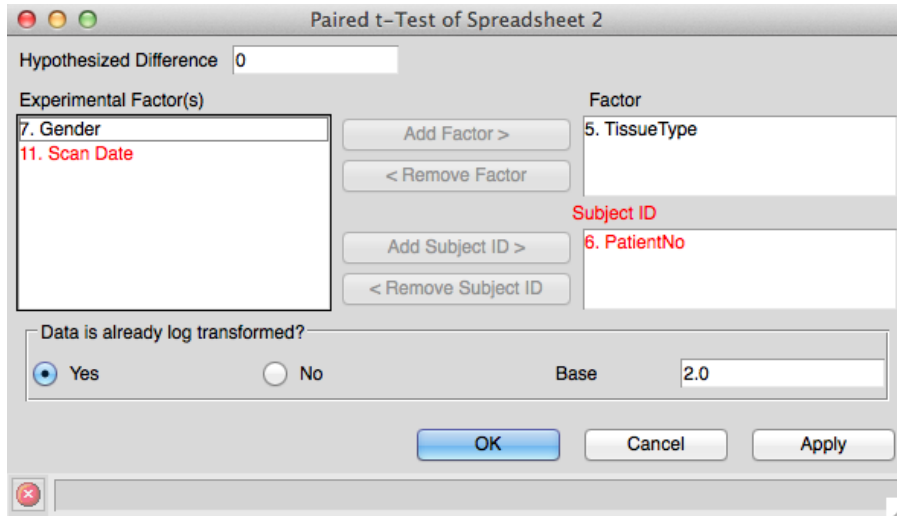 Paired t-Test of Spreadsheet 2
Hypothesized Difference 0
Experimental Factor(s)
Factor
7. Gender
11. Scan Date
Add Factor >
< Remove Factor
5. TissueType
Subject ID
Add Subject ID >
< Remove Subject ID
6. PatientNo
Data is already log transformed?
Yes No Base 2.0
OK Cancel Apply